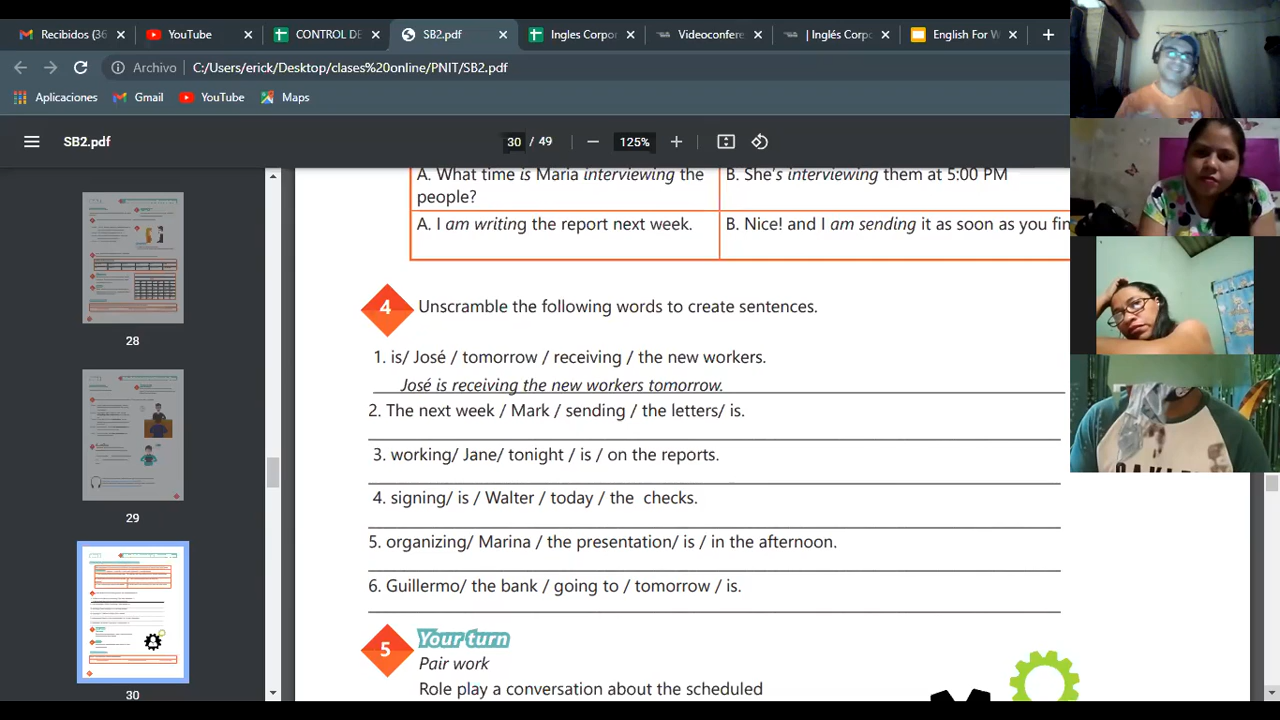 Recibidos (36
YouTube
CONTROL DE
SB2.pdf
Ingles Corpor
Videoconfere
| Inglés Corpo
English For W
Archivo C:/Users/erick/Desktop/clases%20online/PNIT/SB2.pdf
Aplicaciones Gmail YouTube Maps
SB2.pdf 30 / 49 125%
A. What time is Maria interviewing the people?
B. She's interviewing them at 5:00 PM
A. I am writing the report next week.
B. Nice! and I am sending it as soon as you fin
4 Unscramble the following words to create sentences.
1. is/ José / tomorrow / receiving / the new workers.
José is receiving the new workers tomorrow.
2. The next week / Mark / sending / the letters/ is.
3. working/ Jane/ tonight / is / on the reports.
4. signing/ is / Walter / today / the checks.
5. organizing/ Marina / the presentation/ is / in the afternoon.
6. Guillermo/ the bank / going to / tomorrow / is.
5 Your turn
Pair work
Role play a conversation about the scheduled
28
29
30